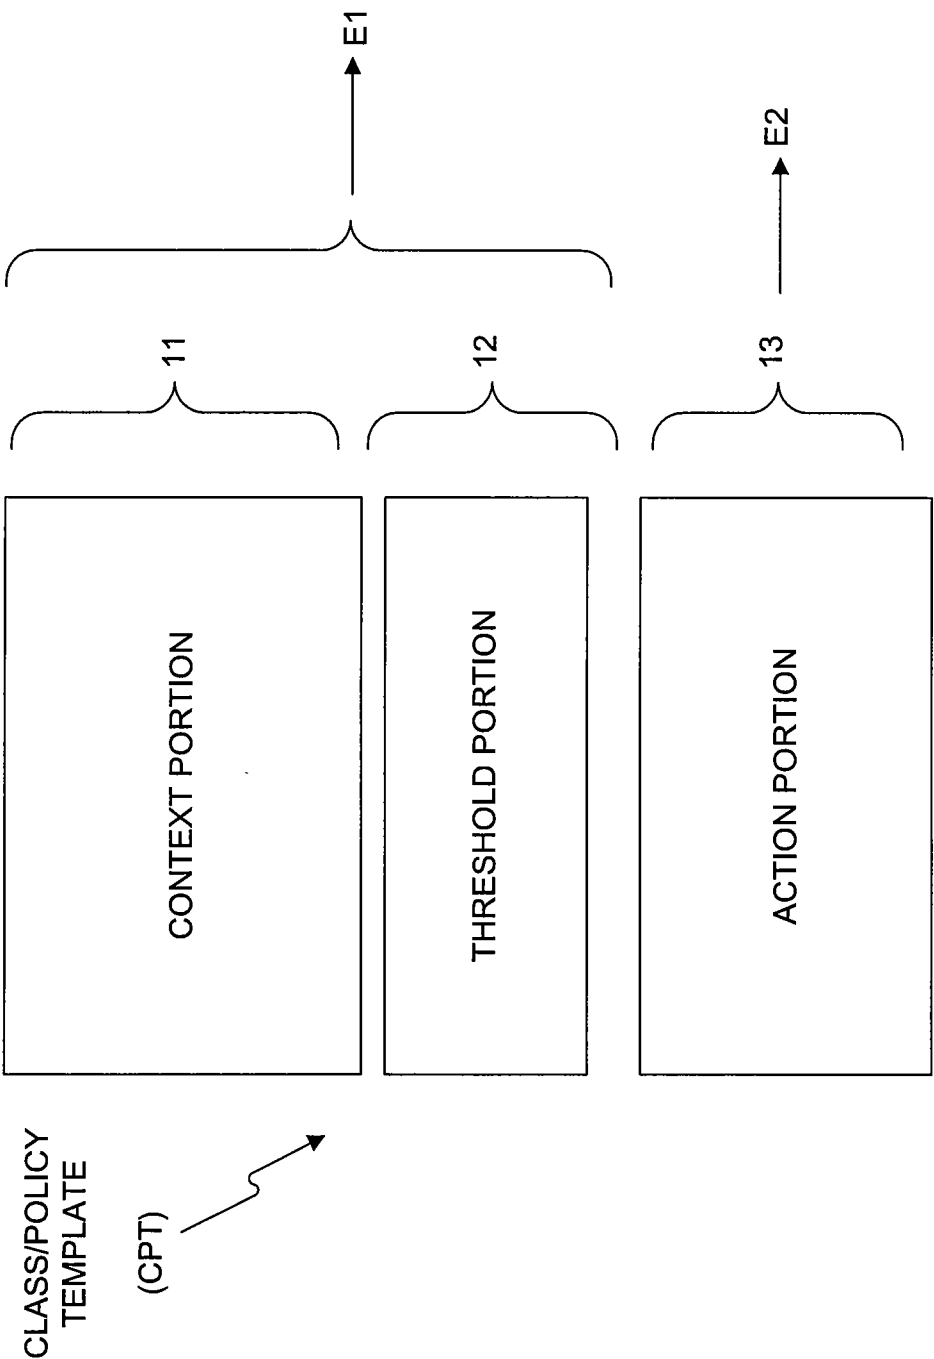 CLASS/POLICY
TEMPLATE
(CPT)
CONTEXT PORTION
11
THRESHOLD PORTION
12
E1
ACTION PORTION
13
E2